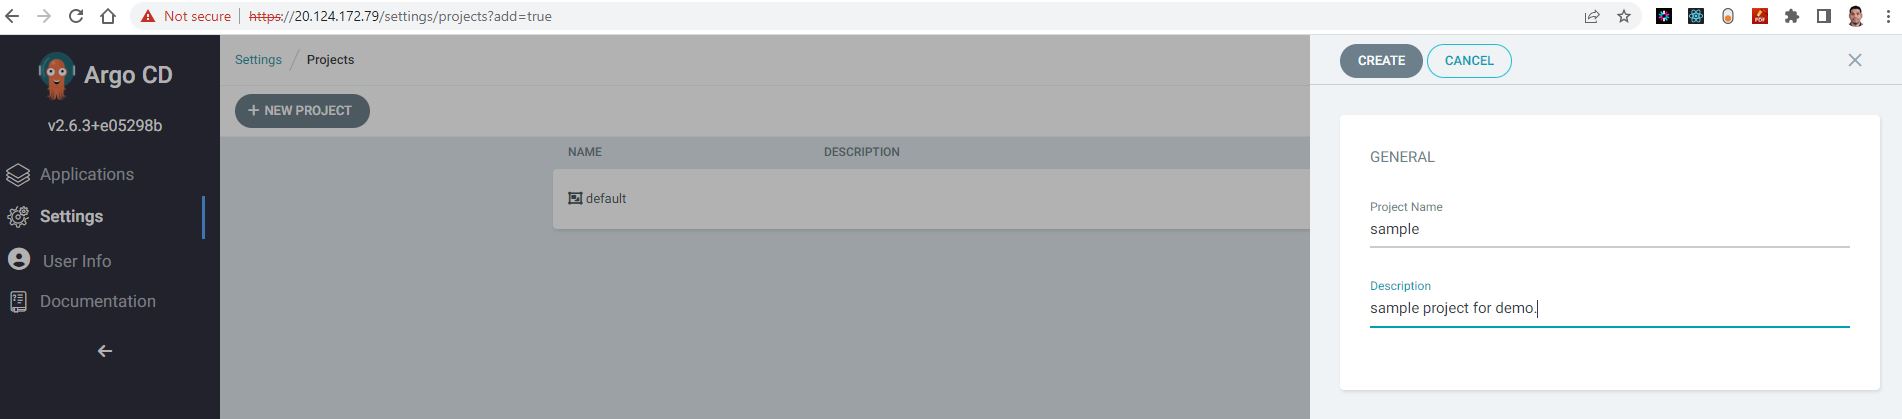 Not secure https://20.124.172.79/settings/projects?add=true
PDF
Argo CD
v2.6.3+e05298b
Applications
Settings
User Info
Documentation
Settings / Projects
+ NEW PROJECT
NAME DESCRIPTION
default
CREATE CANCEL
GENERAL
Project Name
sample
Description
sample project for demo.